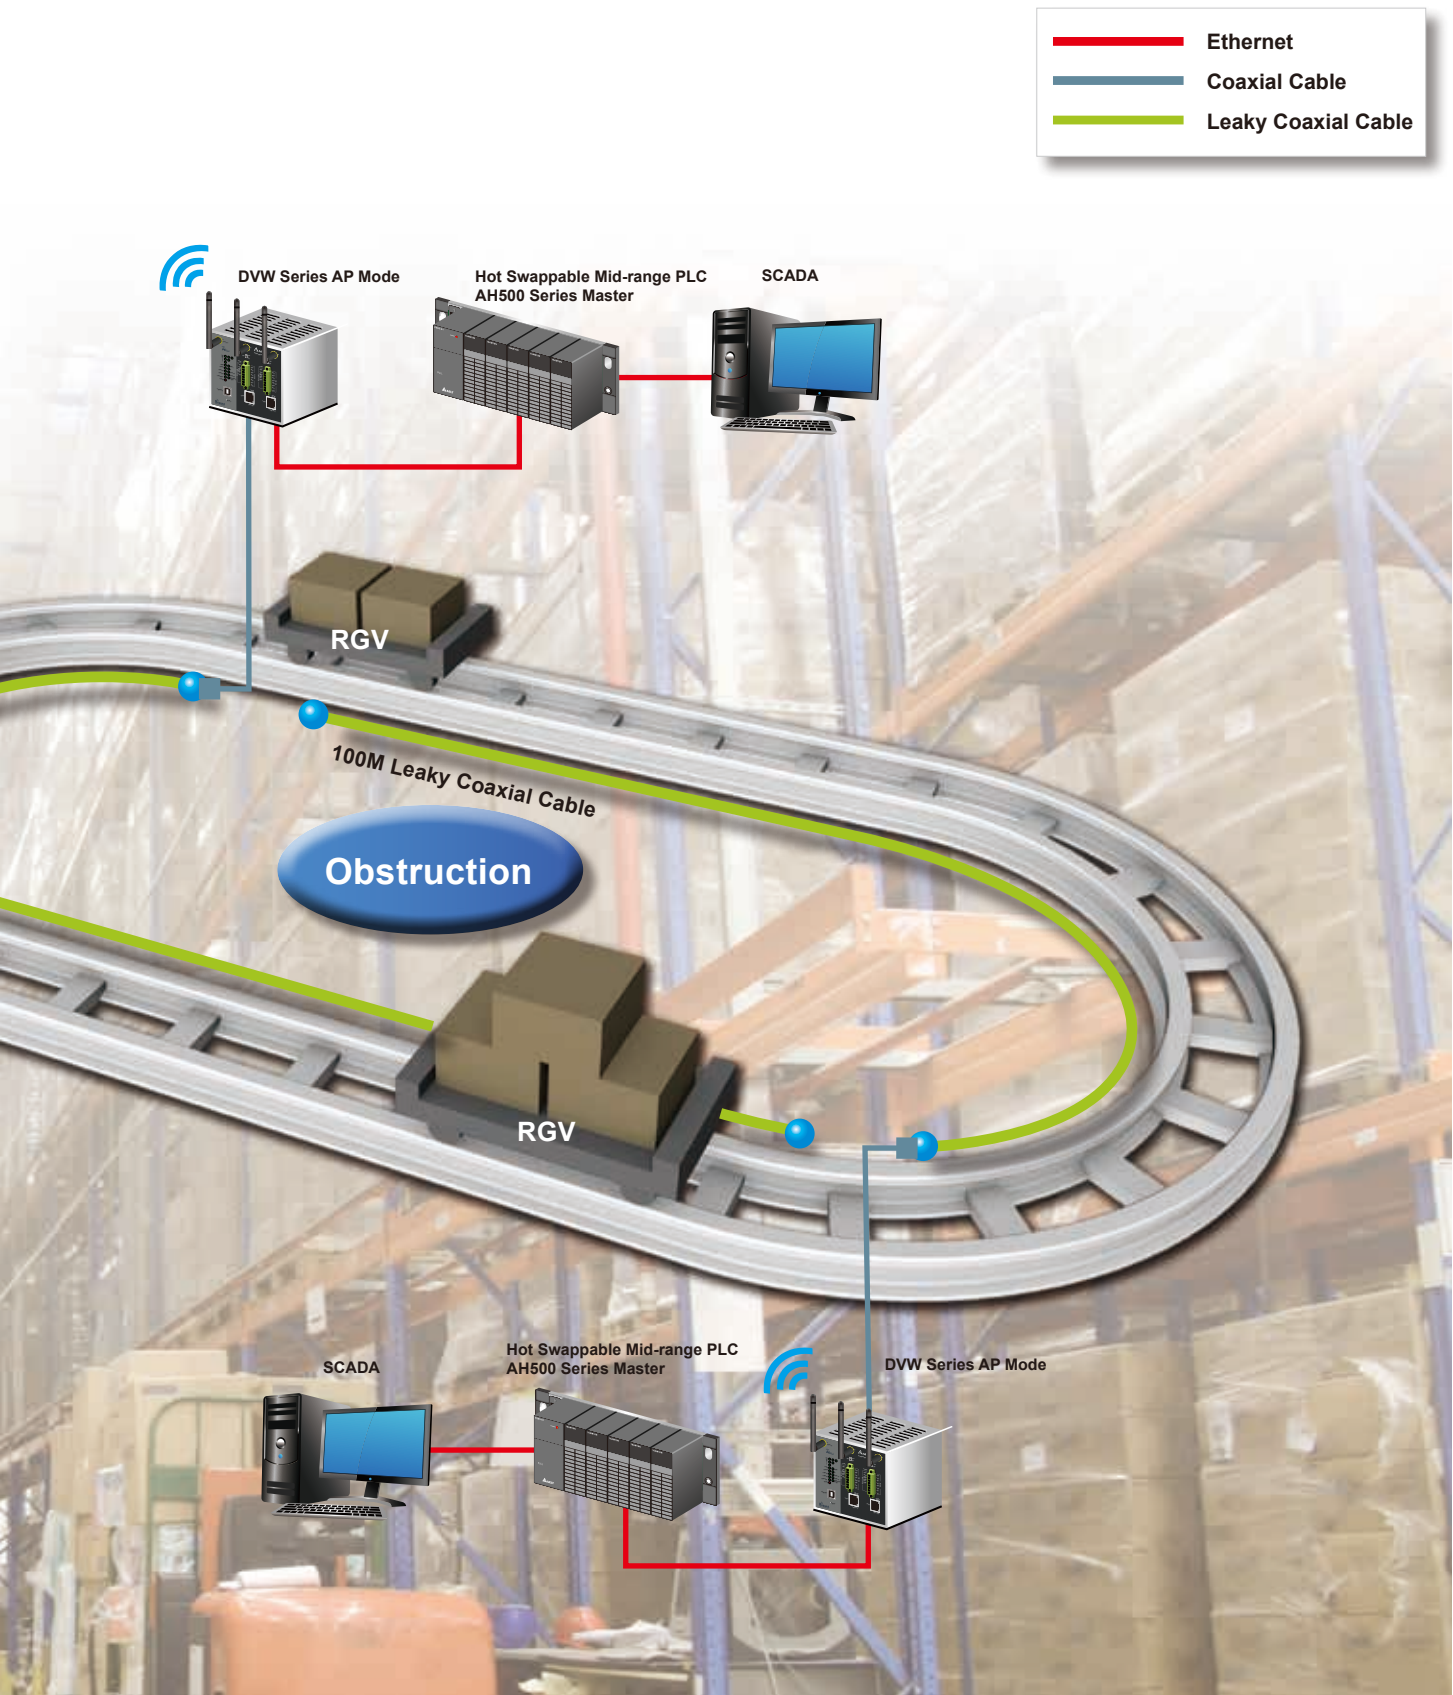 Ethernet
Coaxial Cable
Leaky Coaxial Cable
DVW Series AP Mode
Hot Swappable Mid-range PLC
AH500 Series Master
SCADA
RGV
100M Leaky Coaxial Cable
Obstruction
RGV
SCADA
Hot Swappable Mid-range PLC
AH500 Series Master
DVW Series AP Mode